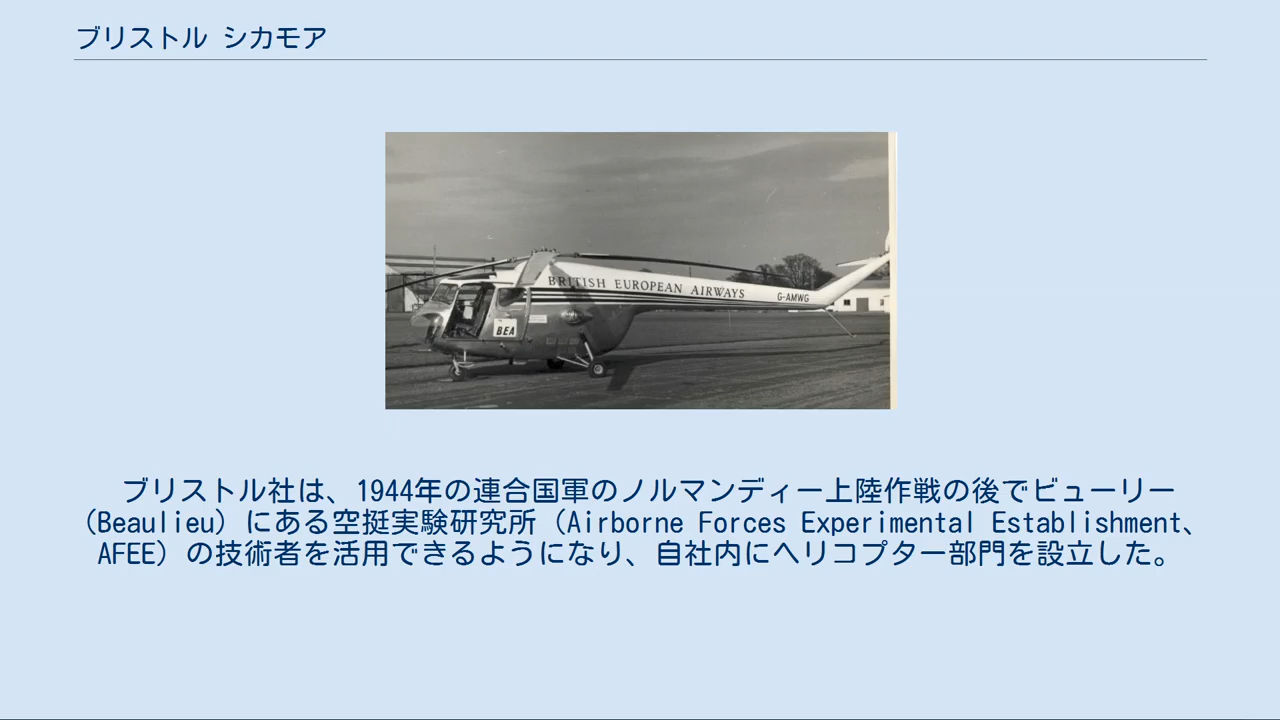 ブリストル シカモア
BRITISH EUROPEAN AIRWAYS
G-AMWG
BEA
ブリストル社は、1944年の連合国軍のノルマンディー上陸作戦の後でビューリー
(Beaulieu) にある空挺実験研究所 (Airborne Forces Experimental Establishment、
AFEE) の技術者を活用できるようになり、自社内にヘリコプター部門を設立した。